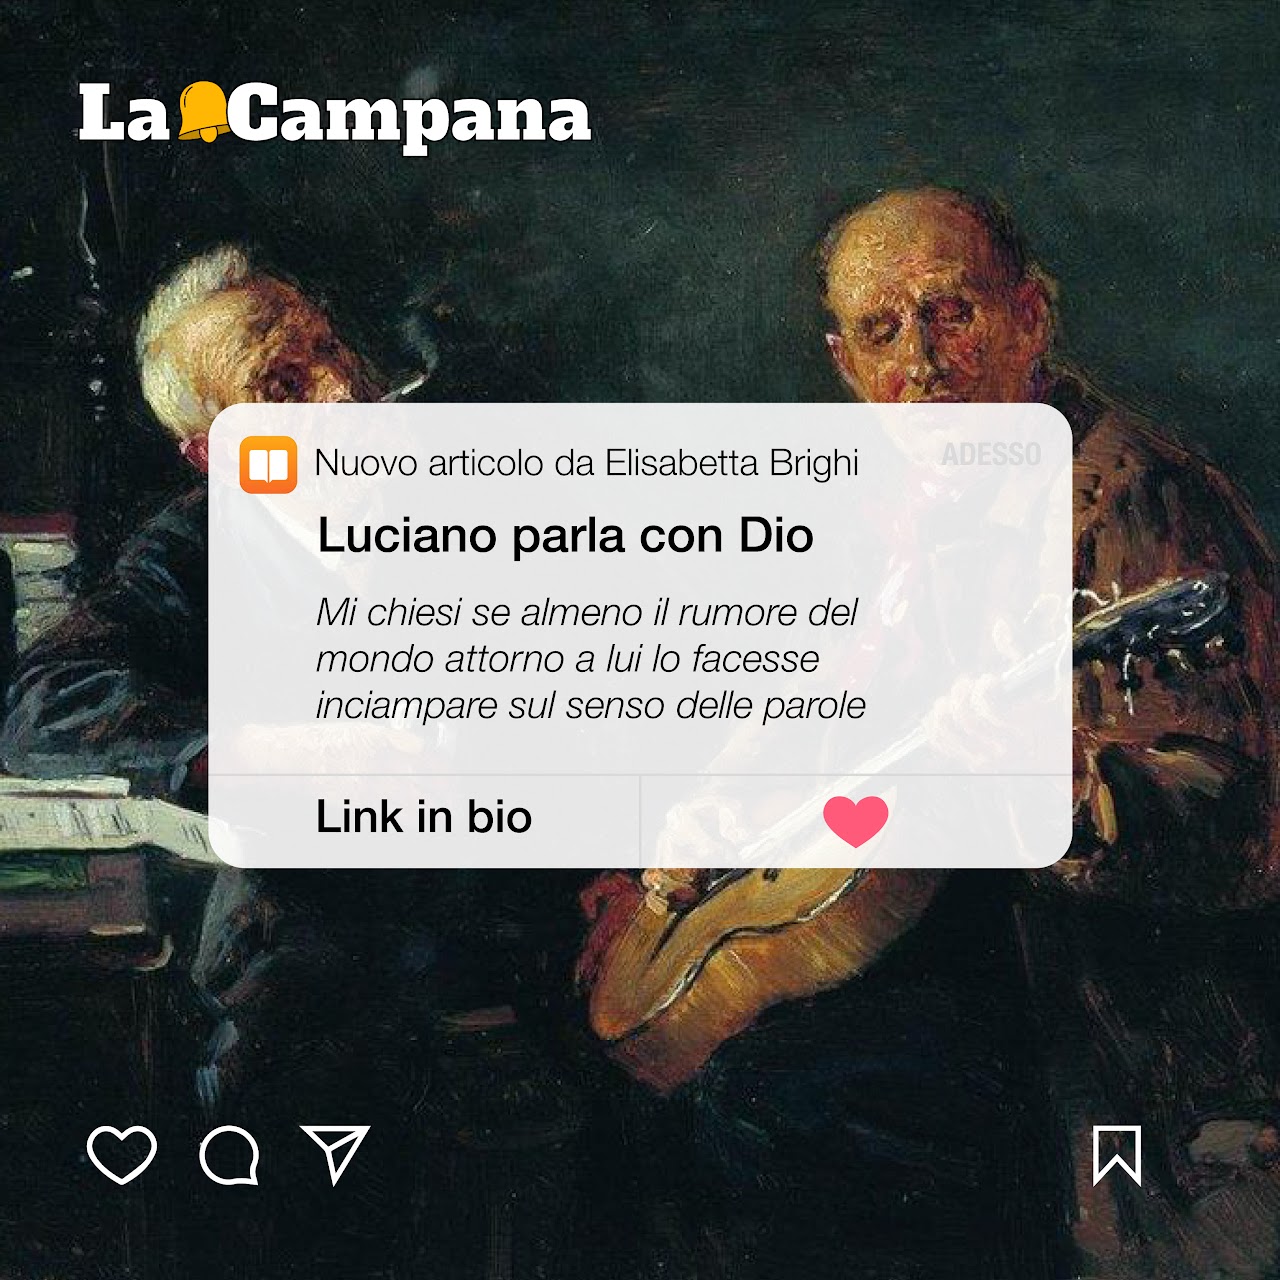 La Campana
Nuovo articolo da Elisabetta Brighi
ADESSO
Luciano parla con Dio
Mi chiesi se almeno il rumore del
mondo attorno a lui lo facesse
inciampare sul senso delle parole
Link in bio